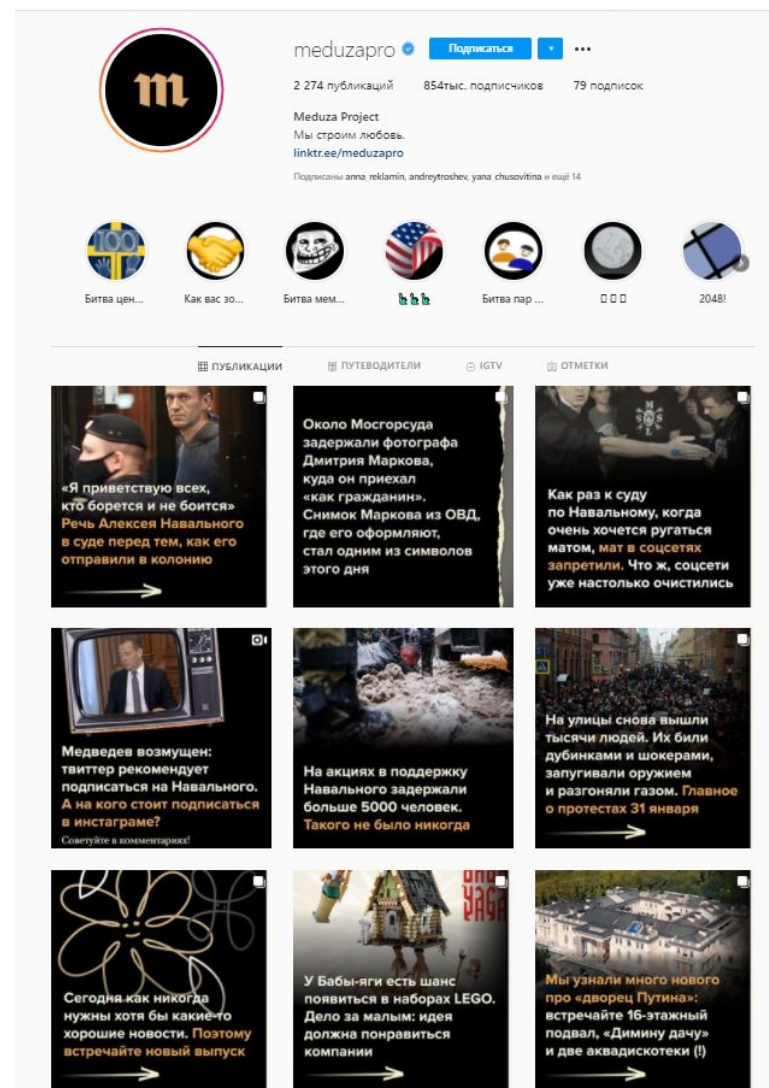 meduzapro
Подписаться
2 274 публикаций 854тыс. подписчиков 79 подписок
Meduza Project
Мы строим любовь.
linktr.ee/meduzapro
Подписаны anna_reklamin, andreytroshev, yana_chusovitina и ещё 14
m
100
Битва цен... Как вас зо... Битва мем... Битва пар ... 2048!
ПУБЛИКАЦИИ ПУТЕВОДИТЕЛИ IGTV ОТМЕТКИ
«Я приветствую всех,
кто борется и не боится»
Речь Алексея Навального
в суде перед тем, как его
отправили в колонию
Около Мосгорсуда
задержали фотографа
Дмитрия Маркова,
куда он приехал
«как гражданин».
Снимок Маркова из ОВД,
где его оформляют,
стал одним из символов
этого дня
Как раз к суду
по Навальному, когда
очень хочется ругаться
матом, мат в соцсетях
запретили. Что ж, соцсети
уже настолько очистились
Медведев возмущен:
твиттер рекомендует
подписаться на Навального.
А на кого стоит подписаться
в инстаграме?
Советуйте в комментариях!
На акциях в поддержку
Навального задержали
больше 5000 человек.
Такого не было никогда
На улицы снова вышли
тысячи людей. Их били
дубинками и шокерами,
запугивали оружием
и разгоняли газом. Главное
о протестах 31 января
Сегодня как никогда
нужны хотя бы какие-то
хорошие новости. Поэтому
встречайте новый выпуск
У Бабы-яги есть шанс
появиться в наборах LEGO.
Дело за малым: идея
должна понравиться
компании
Мы узнали много нового
про «дворец Путина»:
встречайте 16-этажный
подвал, «Димину дачу»
и две аквадискотеки (!)